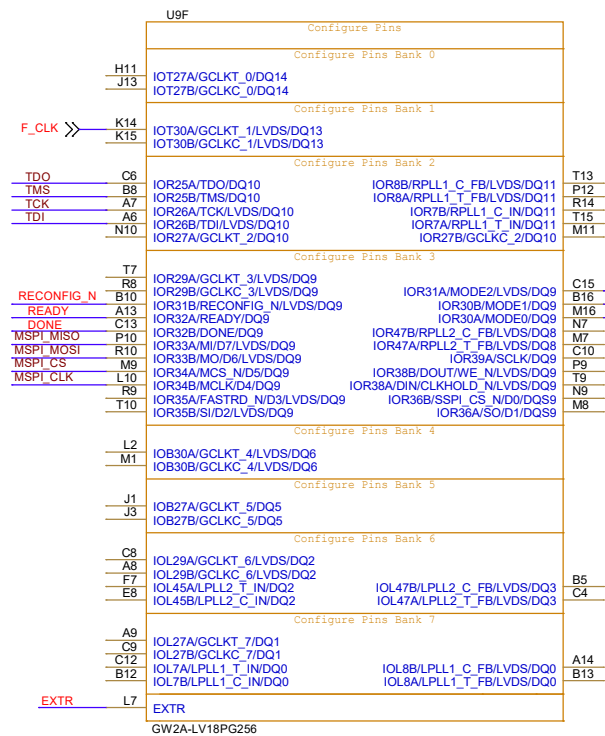 U9F
Configure Pins
Configure Pins Bank 0
H11 IOT27A/GCLKT_0/DQ14
J13 IOT27B/GCLKC_0/DQ14
Configure Pins Bank 1
F_CLK K14 IOT30A/GCLKT_1/LVDS/DQ13
K15 IOT30B/GCLKC_1/LVDS/DQ13
Configure Pins Bank 2
TDO C6 IOR25A/TDO/DQ10 IOR8B/RPLL1_C_FB/LVDS/DQ11 T13
TMS B8 IOR25B/TMS/DQ10 IOR8A/RPLL1_T_FB/LVDS/DQ11 P12
TCK A7 IOR26A/TCK/LVDS/DQ10 IOR7B/RPLL1_C_IN/DQ11 R14
TDI A6 IOR26B/TDI/LVDS/DQ10 IOR7A/RPLL1_T_IN/DQ11 T15
N10 IOR27A/GCLKT_2/DQ10 IOR27B/GCLKC_2/DQ10 M11
Configure Pins Bank 3
T7 IOR29A/GCLKT_3/LVDS/DQ9
R8 IOR29B/GCLKC_3/LVDS/DQ9 IOR31A/MODE2/LVDS/DQ9 C15
RECONFIG_N B10 IOR31B/RECONFIG_N/LVDS/DQ9 IOR30B/MODE1/DQ9 B16
READY A13 IOR32A/READY/DQ9 IOR30A/MODE0/DQ9 M16
DONE C13 IOR32B/DONE/DQ9 IOR47B/RPLL2_C_FB/LVDS/DQ8 N7
MSPI_MISO P10 IOR33A/MI/D7/LVDS/DQ9 IOR47A/RPLL2_T_FB/LVDS/DQ8 M7
MSPI_MOSI R10 IOR33B/MO/D6/LVDS/DQ9 IOR39A/SCLK/DQ9 C10
MSPI_CS M9 IOR34A/MCS_N/D5/DQ9 IOR38B/DOUT/WE_N/LVDS/DQ9 P9
MSPI_CLK L10 IOR34B/MCLK/D4/DQ9 IOR38A/DIN/CLKHOLD_N/LVDS/DQ9 T9
R9 IOR35A/FASTRD_N/D3/LVDS/DQ9 IOR36B/SSPI_CS_N/D0/DQS9 N9
T10 IOR35B/SI/D2/LVDS/DQ9 IOR36A/SO/D1/DQS9 M8
Configure Pins Bank 4
L2 IOB30A/GCLKT_4/LVDS/DQ6
M1 IOB30B/GCLKC_4/LVDS/DQ6
Configure Pins Bank 5
J1 IOB27A/GCLKT_5/DQ5
J3 IOB27B/GCLKC_5/DQ5
Configure Pins Bank 6
C8 IOL29A/GCLKT_6/LVDS/DQ2
A8 IOL29B/GCLKC_6/LVDS/DQ2
F7 IOL45A/LPLL2_T_IN/DQ2 IOL47B/LPLL2_C_FB/LVDS/DQ3 B5
E8 IOL45B/LPLL2_C_IN/DQ2 IOL47A/LPLL2_T_FB/LVDS/DQ3 C4
Configure Pins Bank 7
A9 IOL27A/GCLKT_7/DQ1
C9 IOL27B/GCLKC_7/DQ1
C12 IOL7A/LPLL1_T_IN/DQ0 IOL8B/LPLL1_C_FB/LVDS/DQ0 A14
B12 IOL7B/LPLL1_C_IN/DQ0 IOL8A/LPLL1_T_FB/LVDS/DQ0 B13
EXTR L7 EXTR
GW2A-LV18PG256